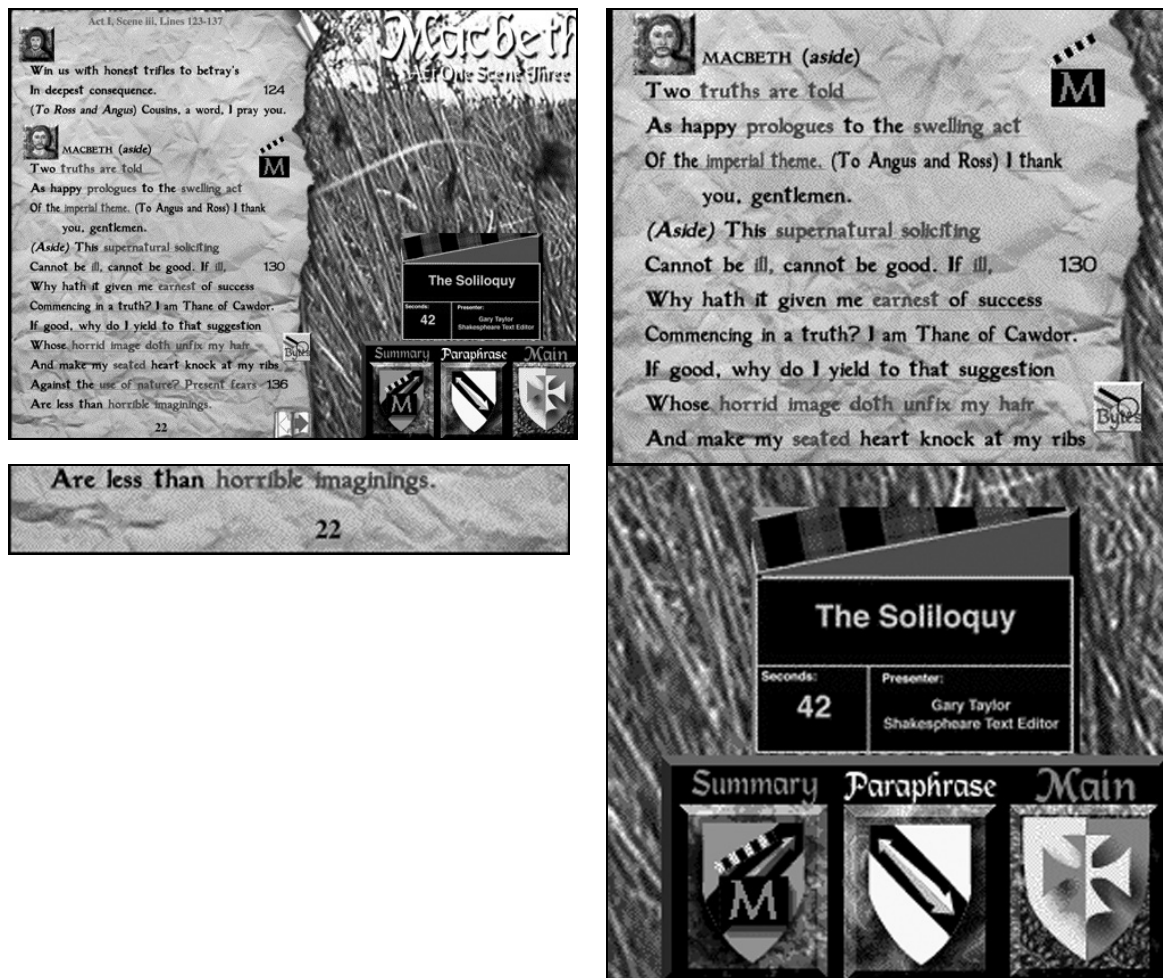 Act I, Scene iii, Lines 123-137
Win us with honest trifles to betray's
In deepest consequence. 124
(To Ross and Angus) Cousins, a word, I pray you.
MACBETH (aside)
M
Two truths are told
As happy prologues to the swelling act
Of the imperial theme. (To Angus and Ross) I thank
you, gentlemen.
(Aside) This supernatural soliciting
Cannot be ill, cannot be good. If ill, 130
Why hath it given me earnest of success
Commencing in a truth? I am Thane of Cawdor.
If good, why do I yield to that suggestion
Whose horrid image doth unfix my hair
Bytes
And make my seated heart knock at my ribs
Against the use of nature? Present fears 136
Are less than horrible imaginings.
22
Macbeth
Act One Scene Three
The Soliloquy
Seconds:
42
Presenter:
Gary Taylor
Shakespheare Text Editor
Summary Paraphrase Main
M
MACBETH (aside)
M
Two truths are told
As happy prologues to the swelling act
Of the imperial theme. (To Angus and Ross) I thank
you, gentlemen.
(Aside) This supernatural soliciting
Cannot be ill, cannot be good. If ill, 130
Why hath it given me earnest of success
Commencing in a truth? I am Thane of Cawdor.
If good, why do I yield to that suggestion
Whose horrid image doth unfix my hair
Bytes
And make my seated heart knock at my ribs
Are less than horrible imaginings.
22
The Soliloquy
Seconds:
42
Presenter:
Gary Taylor
Shakespheare Text Editor
Summary Paraphrase Main
M